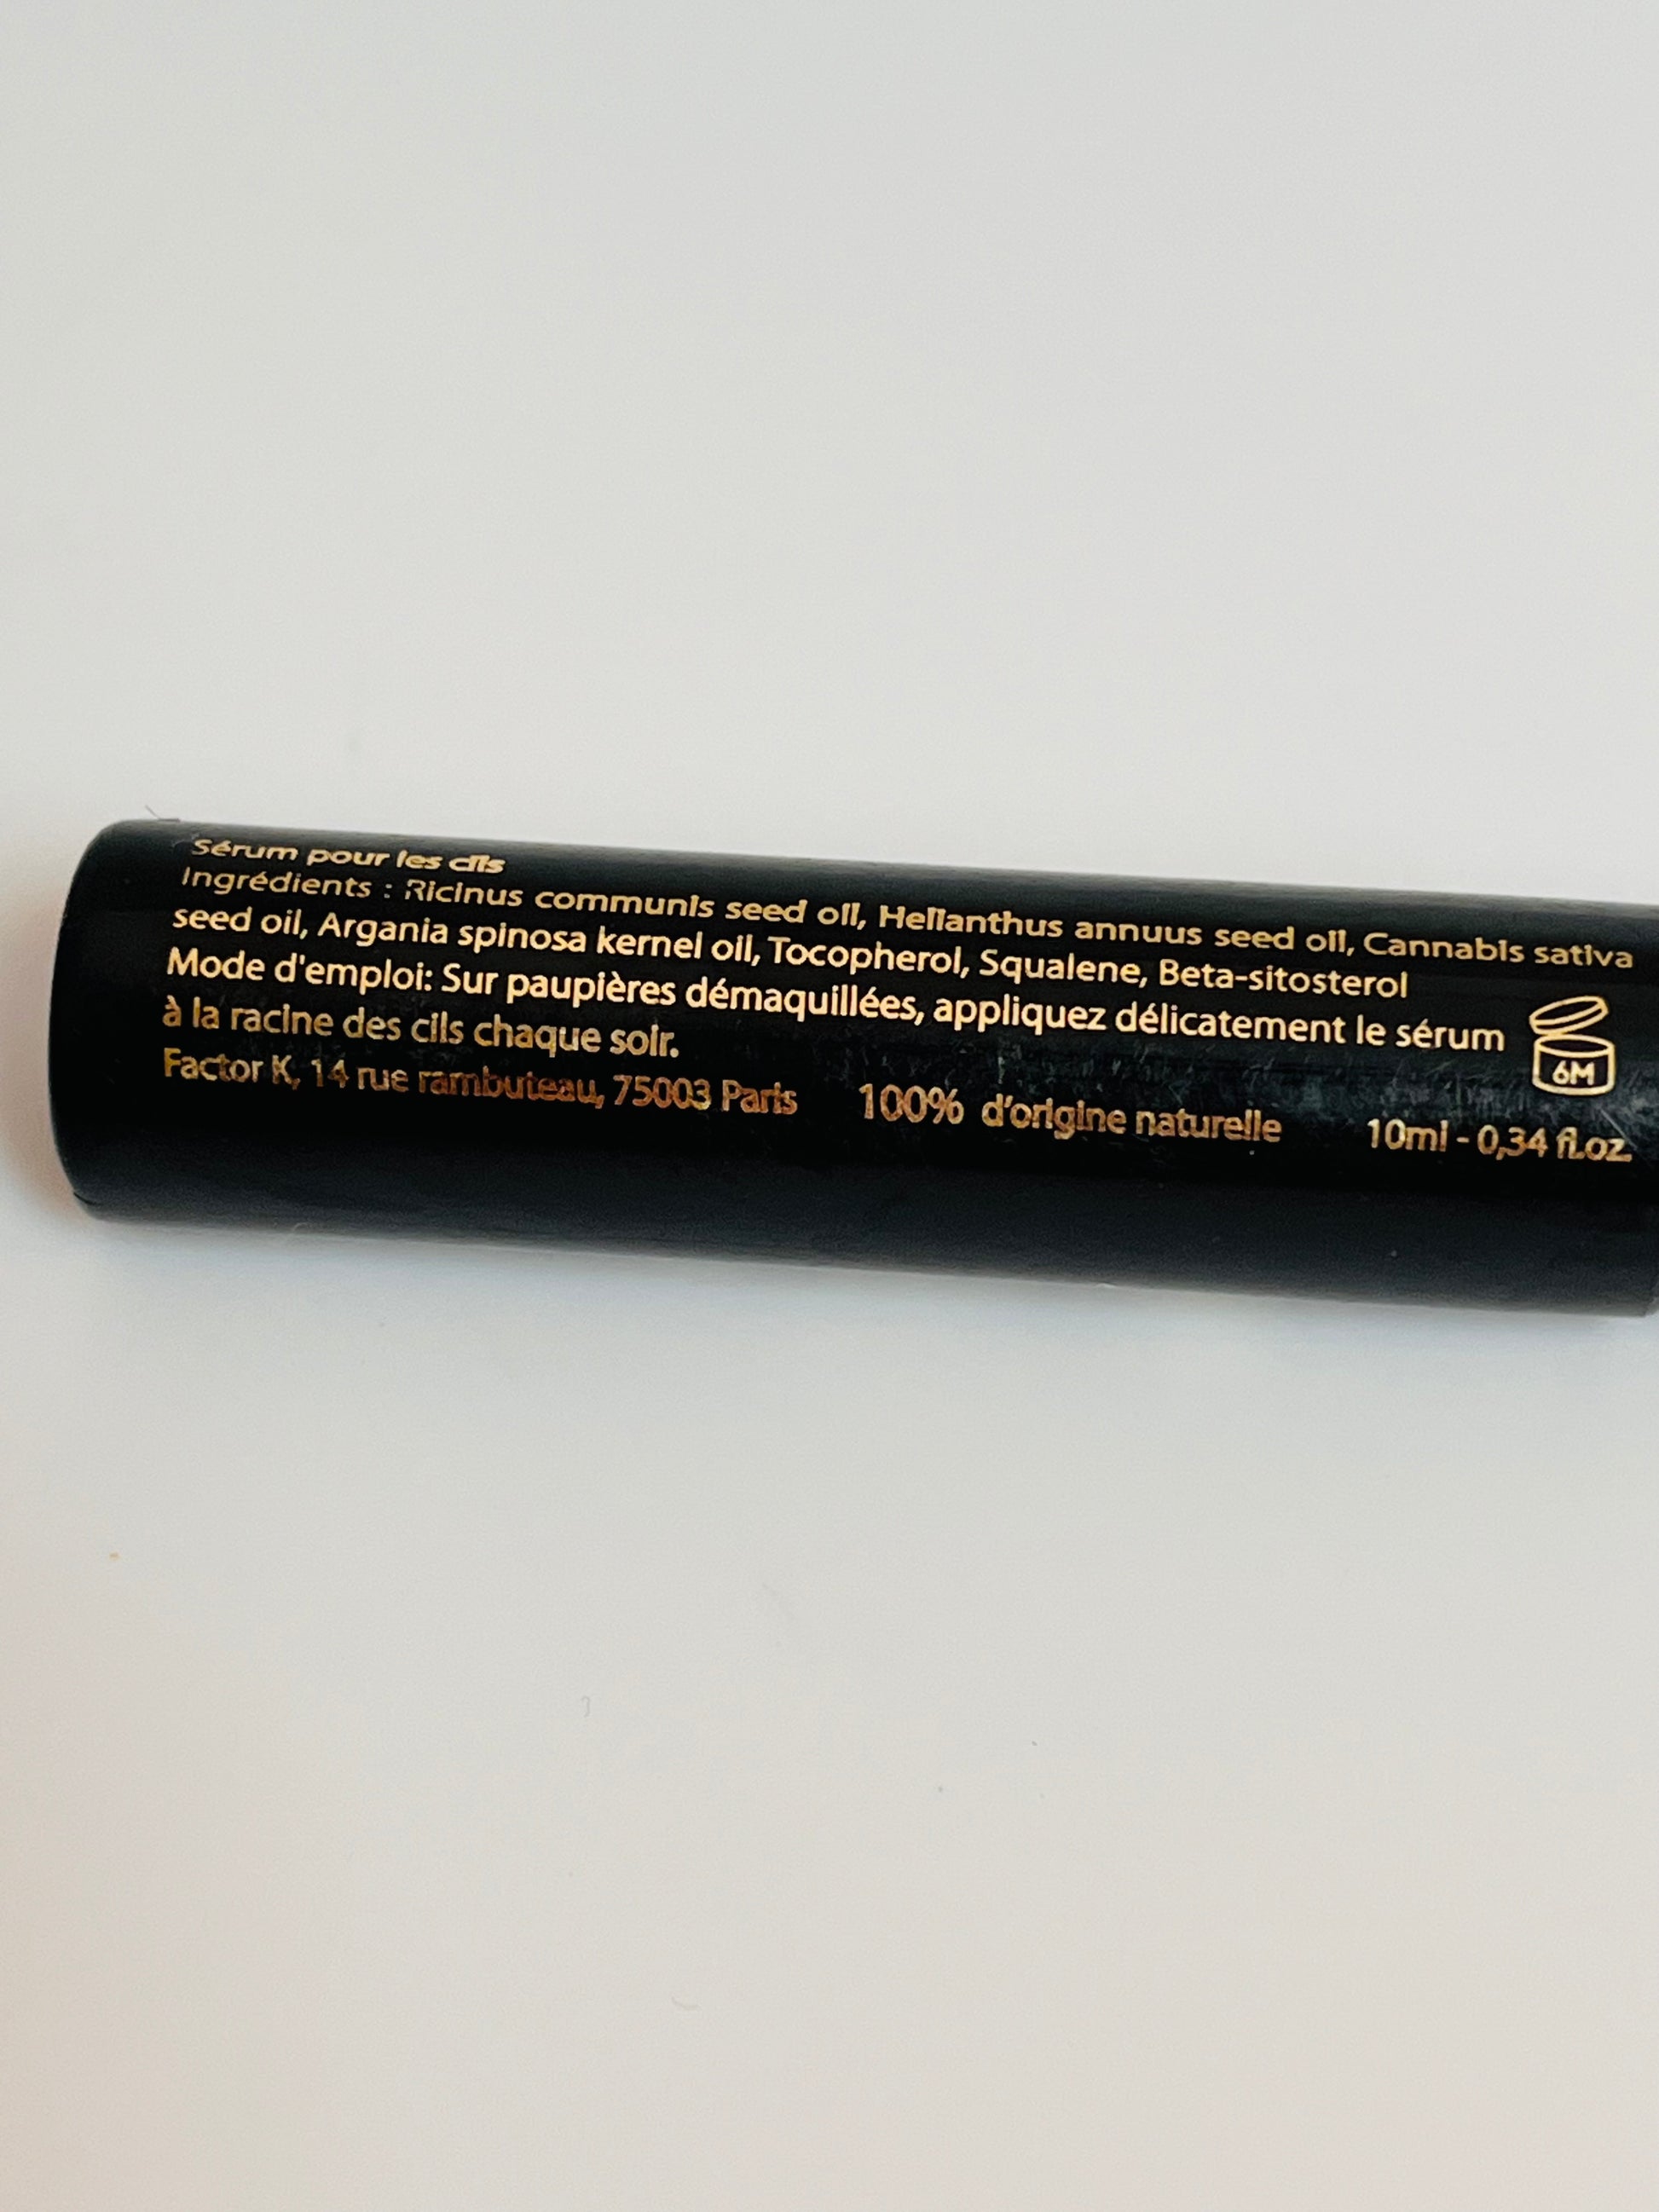 Sérum pour les cils
Ingrédients : Ricinus communis seed oil, Helianthus annuus seed oil, Cannabis sativa
seed oil, Argania spinosa kernel oil, Tocopherol, Squalene, Beta-sitosterol
Mode d'emploi: Sur paupières démaquillées, appliquez délicatement le sérum
à la racine des cils chaque soir.
6M
Factor K, 14 rue rambuteau, 75003 Paris 100% d'origine naturelle 10ml - 0,34 fl.oz.